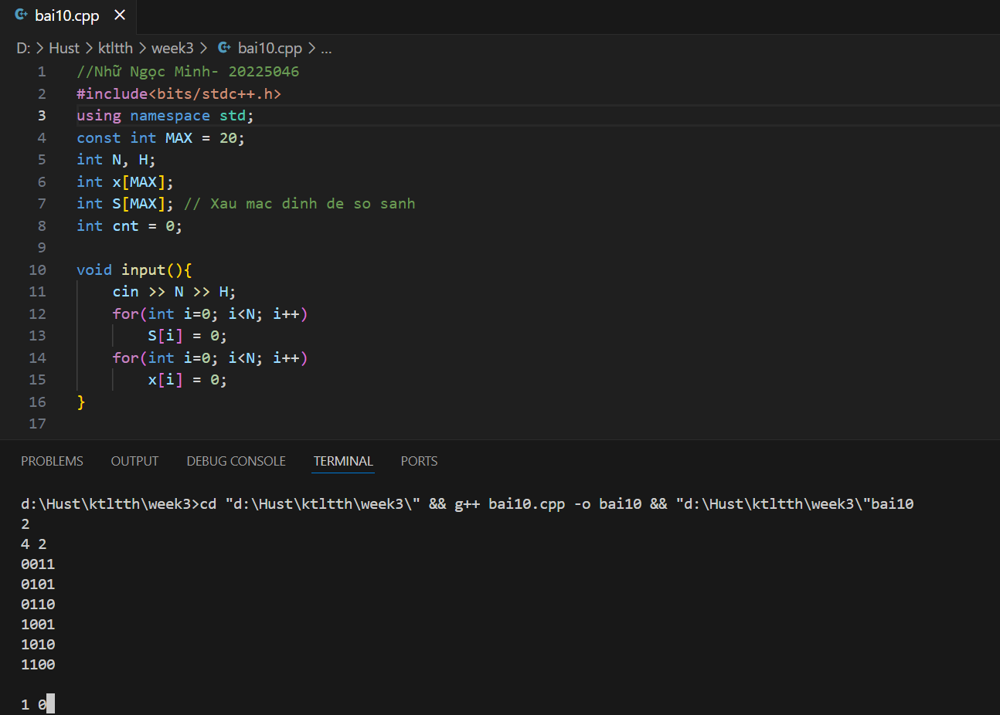 bai10.cpp ×
D: > Hust > ktltth > week3 > bai10.cpp > ...
1 //Nhữ Ngọc Minh- 20225046
2 #include<bits/stdc++.h>
3 using namespace std;
4 const int MAX = 20;
5 int N, H;
6 int x[MAX];
7 int S[MAX]; // Xau mac dinh de so sanh
8 int cnt = 0;
9
10 void input(){
11     cin >> N >> H;
12     for(int i=0; i<N; i++)
13         S[i] = 0;
14     for(int i=0; i<N; i++)
15         x[i] = 0;
16 }
17
PROBLEMS OUTPUT DEBUG CONSOLE TERMINAL PORTS
d:\Hust\ktltth\week3>cd "d:\Hust\ktltth\week3\" && g++ bai10.cpp -o bai10 && "d:\Hust\ktltth\week3\"bai10
2
4 2
0011
0101
0110
1001
1010
1100
1 0